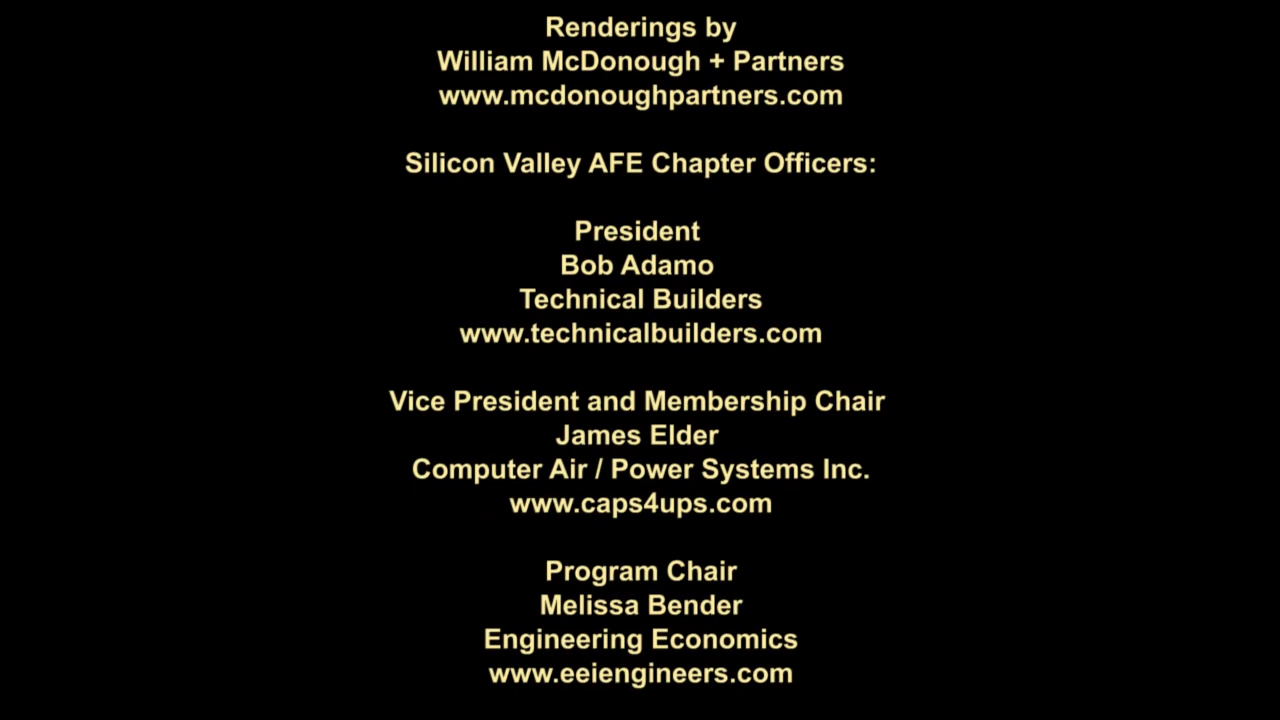 Renderings by
William McDonough + Partners
www.mcdonoughpartners.com
Silicon Valley AFE Chapter Officers:
President
Bob Adamo
Technical Builders
www.technicalbuilders.com
Vice President and Membership Chair
James Elder
Computer Air / Power Systems Inc.
www.caps4ups.com
Program Chair
Melissa Bender
Engineering Economics
www.eeiengineers.com